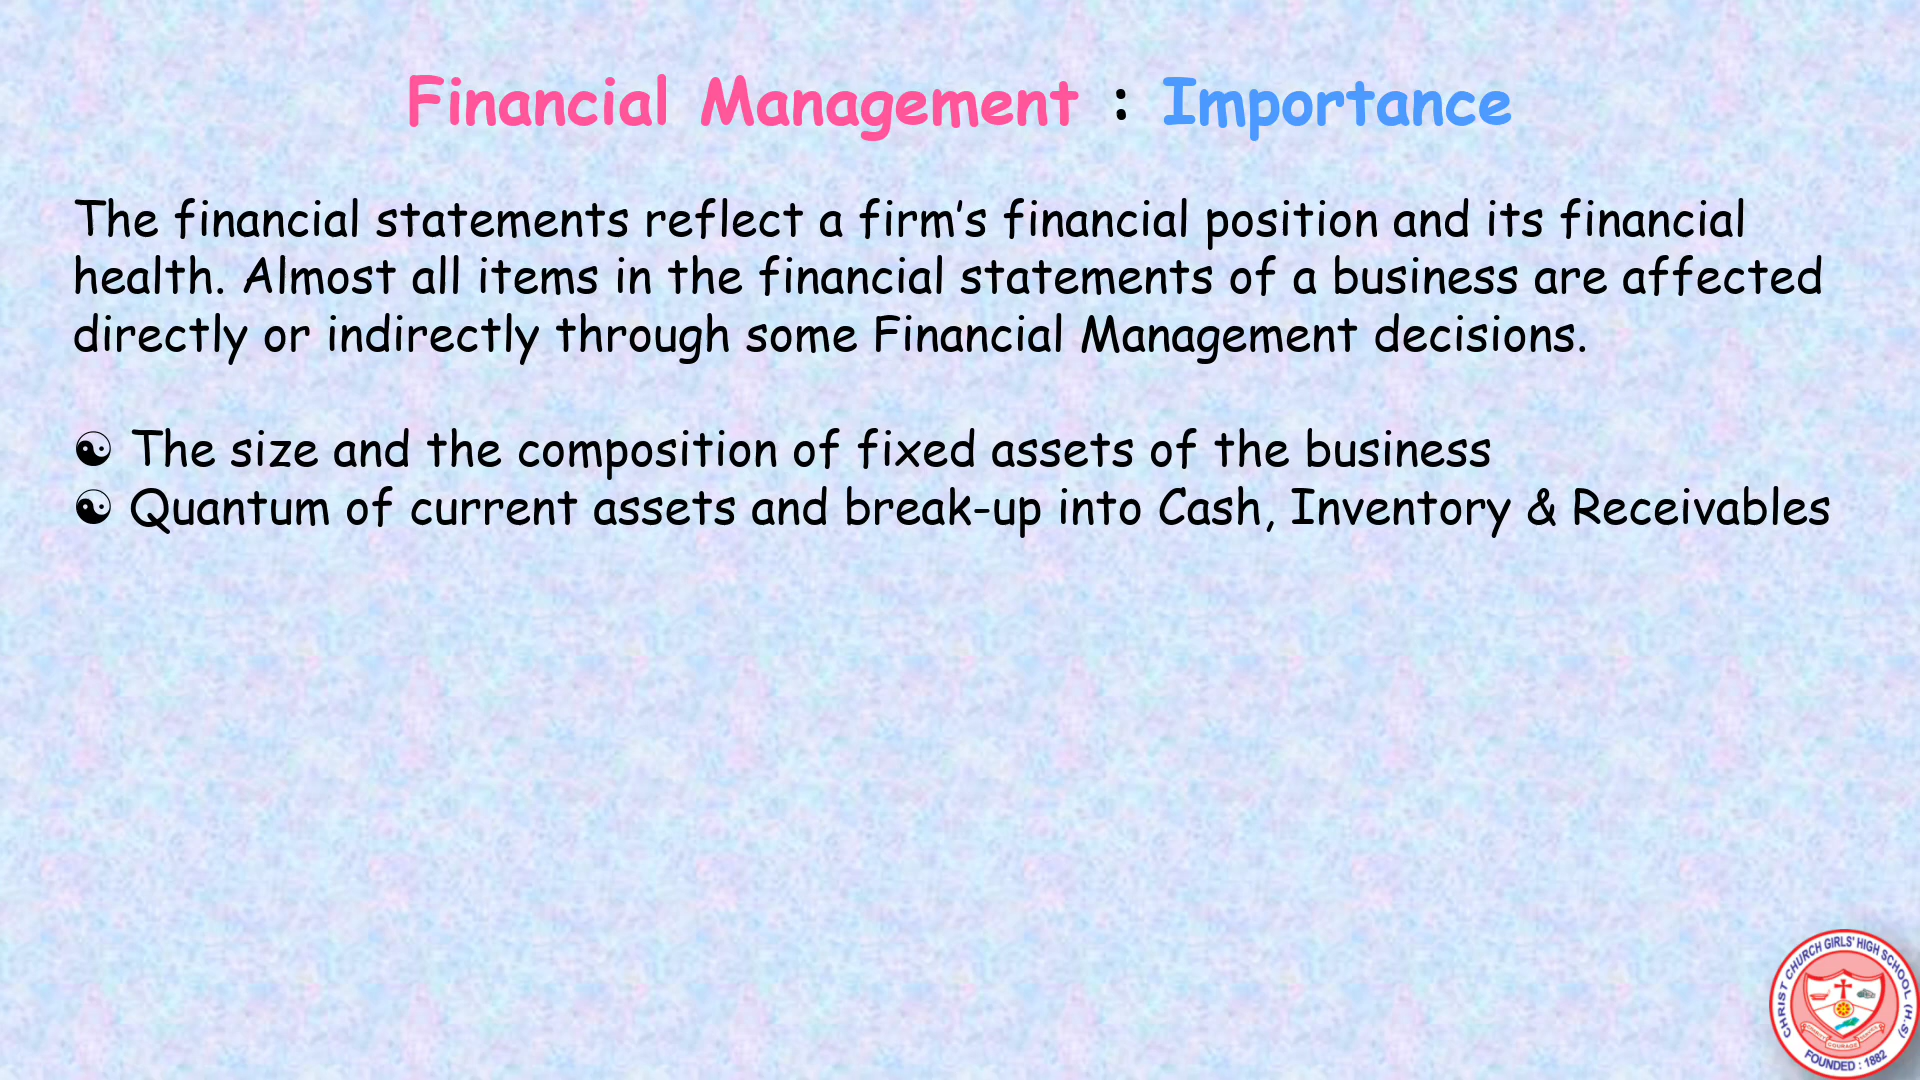 Financial Management : Importance
The financial statements reflect a firm's financial position and its financial
health. Almost all items in the financial statements of a business are affected
directly or indirectly through some Financial Management decisions.
☯ The size and the composition of fixed assets of the business
☯ Quantum of current assets and break-up into Cash, Inventory & Receivables
CHRIST CHURCH GIRLS' HIGH SCHOOL (H.S)
COURAGE
FOUNDED : 1882